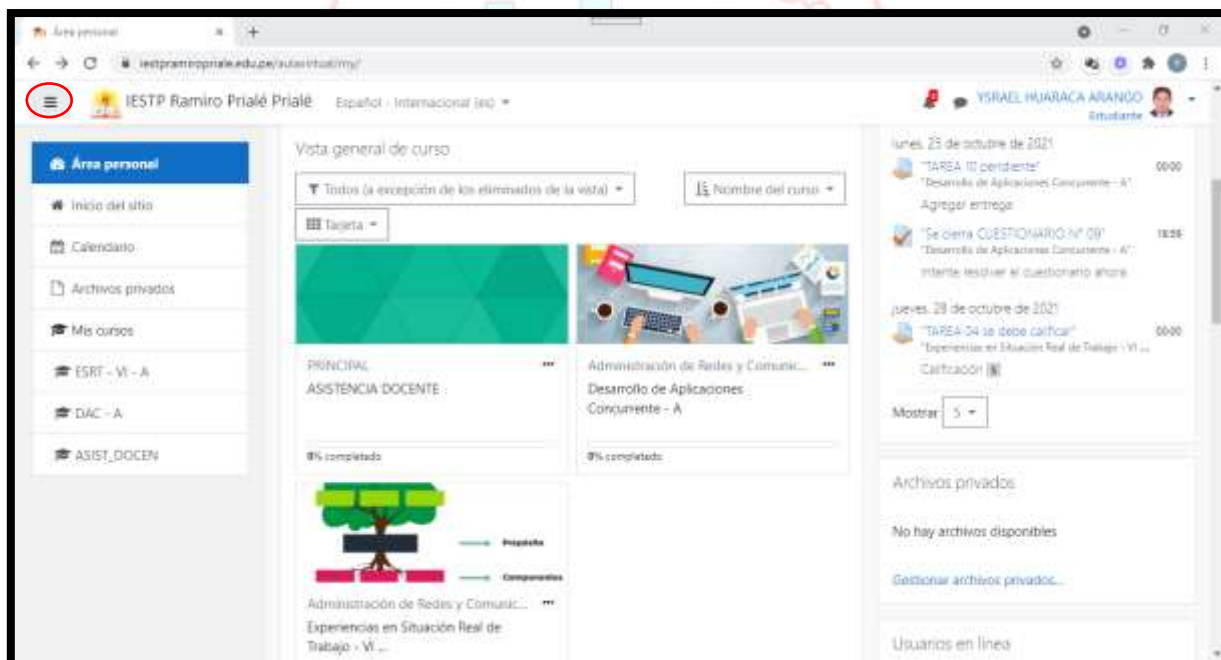 Área personal
iestpramiropriale.edu.pe/aulavirtual/my/
IESTP Ramiro Prialé Prialé
Español - Internacional (es)
YSRAEL HUARACA ARANGO
Estudiante
Área personal
Inicio del sitio
Calendario
Archivos privados
Mis cursos
ESRT - VI - A
DAC - A
ASIST_DOCEN
Vista general de curso
Todos (a excepción de los eliminados de la vista)
Nombre del curso
Tarjeta
PRINCIPAL
ASISTENCIA DOCENTE
0% completado
Administración de Redes y Comunic...
Desarrollo de Aplicaciones
Concurrente - A
0% completado
Propósito
Componentes
Administración de Redes y Comunic...
Experiencias en Situación Real de
Trabajo - VI ...
lunes, 25 de octubre de 2021
"TAREA 10 pendiente"
00:00
"Desarrollo de Aplicaciones Concurrente - A"
Agregar entrega
"Se cierra CUESTIONARIO N° 09"
18:59
"Desarrollo de Aplicaciones Concurrente - A"
Intente resolver el cuestionario ahora
jueves, 28 de octubre de 2021
"TAREA 04 se debe calificar"
00:00
"Experiencias en Situación Real de Trabajo - VI ...
Calificación
Mostrar 5
Archivos privados
No hay archivos disponibles
Gestionar archivos privados...
Usuarios en línea